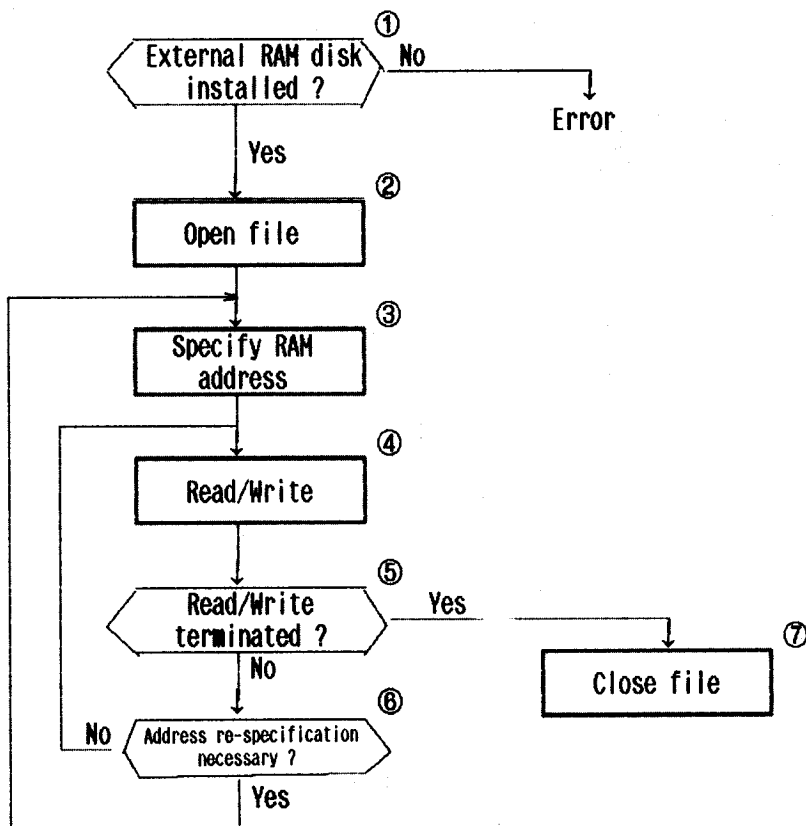 ①
External RAM disk
installed ?
No
Error
Yes
②
Open file
③
Specify RAM
address
④
Read/Write
⑤
Read/Write
terminated ?
Yes
⑦
Close file
No
⑥
Address re-specification
necessary ?
No
Yes